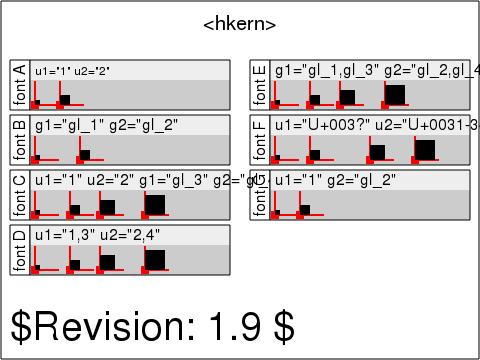 <hkern>
font A
u1="1" u2="2"
font B
g1="gl_1" g2="gl_2"
font C
u1="1" u2="2" g1="gl_3" g2="gl
font D
u1="1,3" u2="2,4"
font E
g1="gl_1,gl_3" g2="gl_2,gl_4
font F
u1="U+003?" u2="U+0031-3
u1="1" g2="gl_2"
$Revision: 1.9 $